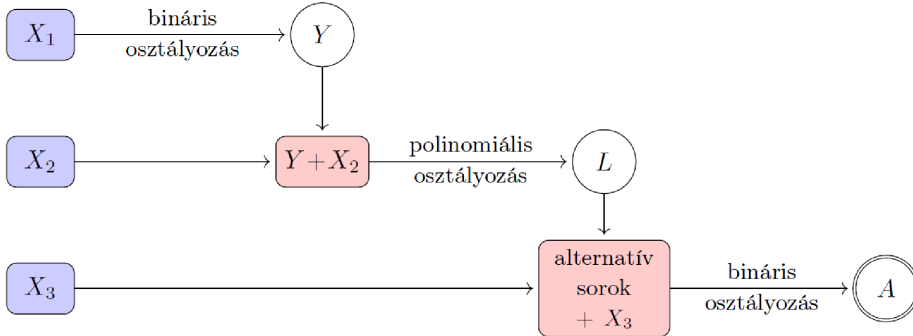 X₁
bináris
osztályozás
Y
X₂
Y + X₂
polinomiális
osztályozás
L
X₃
alternatív
sorok
+ X₃
bináris
osztályozás
A